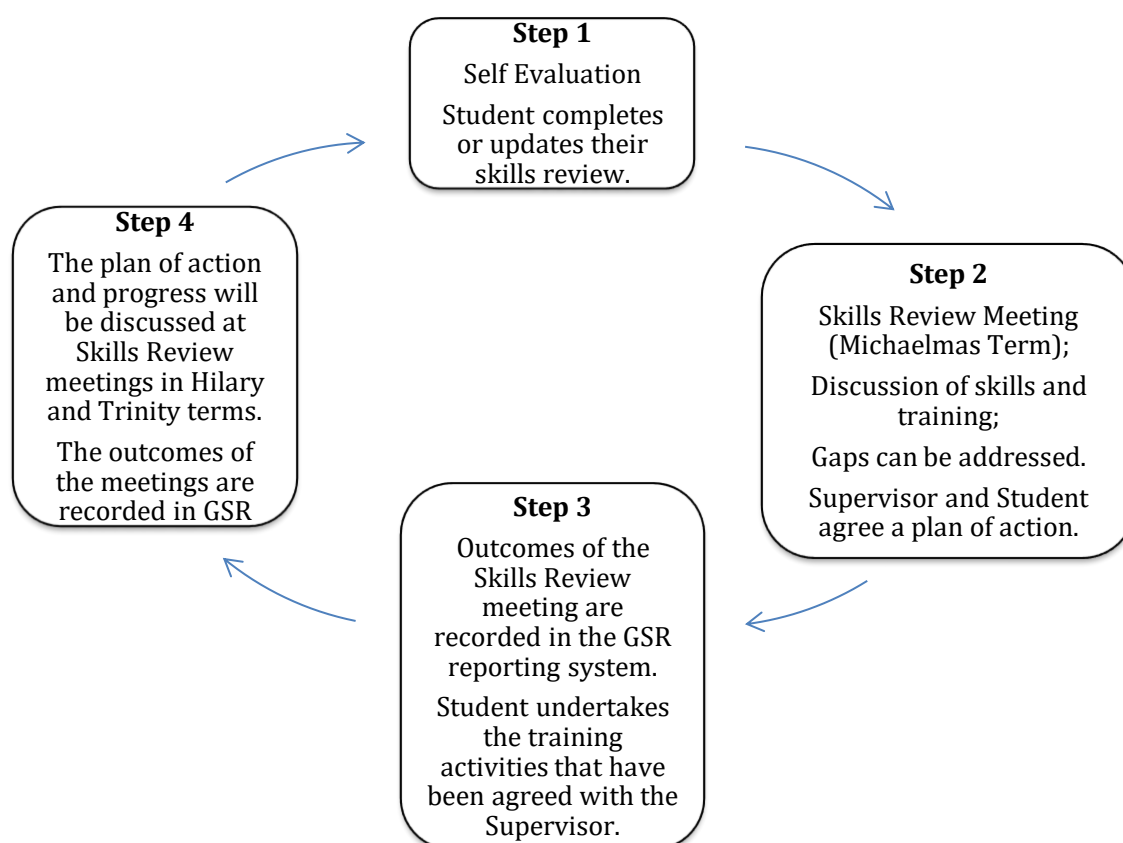 Step 1
Self Evaluation
Student completes
or updates their
skills review.
Step 2
Skills Review Meeting
(Michaelmas Term);
Discussion of skills and
training;
Gaps can be addressed.
Supervisor and Student
agree a plan of action.
Step 3
Outcomes of the
Skills Review
meeting are
recorded in the GSR
reporting system.
Student undertakes
the training
activities that have
been agreed with the
Supervisor.
Step 4
The plan of action
and progress will
be discussed at
Skills Review
meetings in Hilary
and Trinity terms.
The outcomes of
the meetings are
recorded in GSR